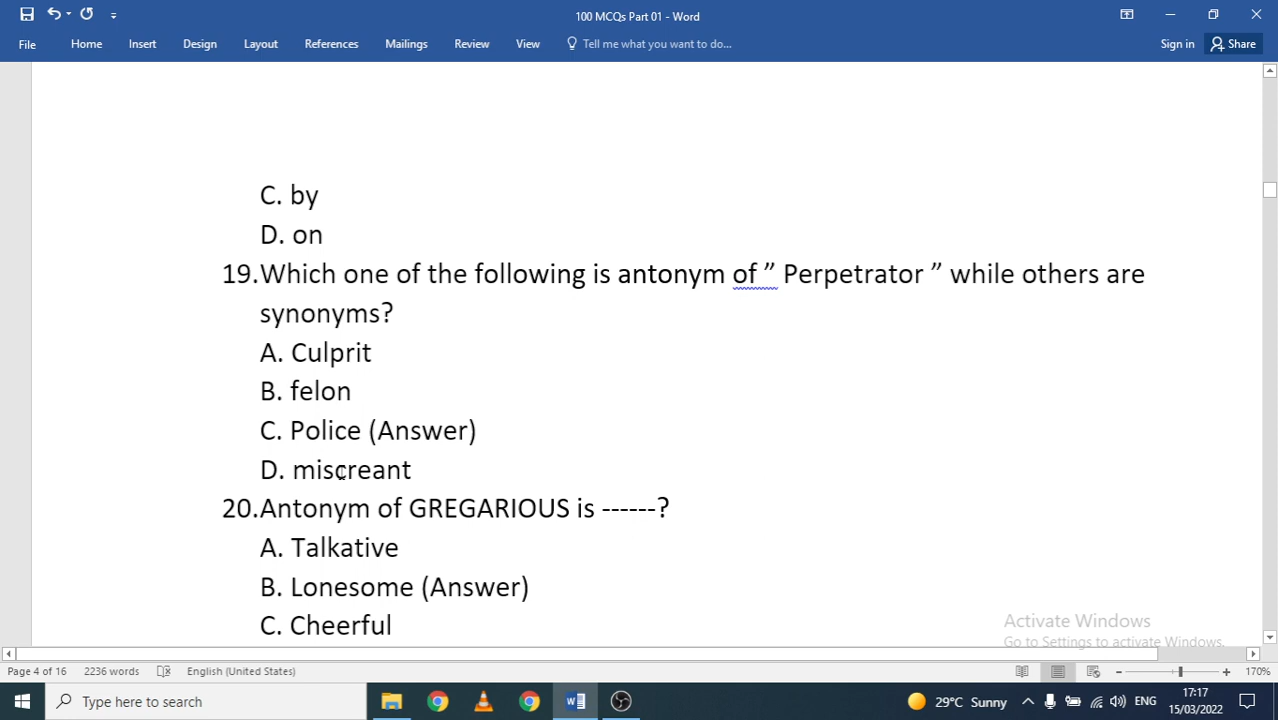 100 MCQs Part 01 - Word
File Home Insert Design Layout References Mailings Review View Tell me what you want to do... Sign in Share
C. by
D. on
19.Which one of the following is antonym of ” Perpetrator ” while others are
synonyms?
A. Culprit
B. felon
C. Police (Answer)
D. miscreant
20.Antonym of GREGARIOUS is ------?
A. Talkative
B. Lonesome (Answer)
C. Cheerful
Activate Windows
Go to Settings to activate Windows.
Page 4 of 16 2236 words English (United States) 170%
Type here to search 29°C Sunny ENG 17:17
15/03/2022